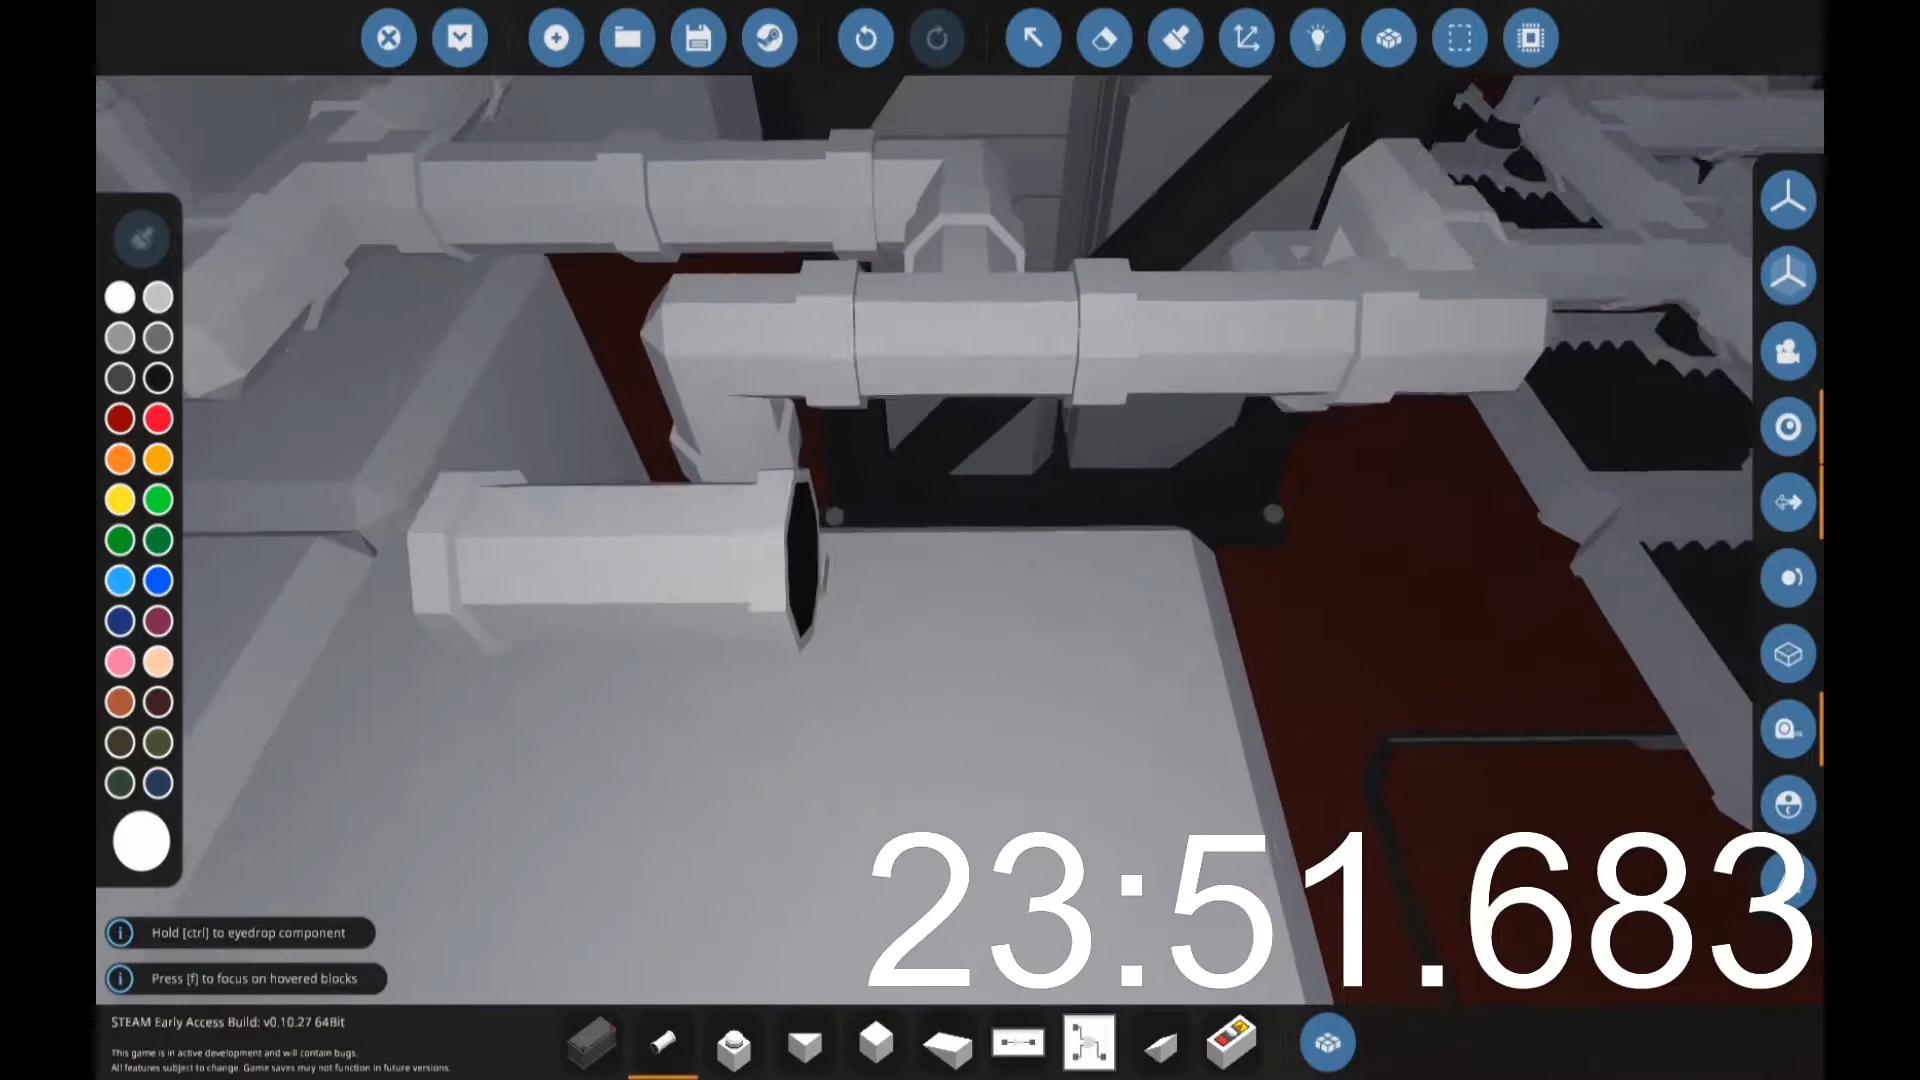 23:51.683
Hold [ctrl] to eyedrop component
Press [f] to focus on hovered blocks
STEAM Early Access Build: v0.10.27 64Bit
This game is in active development and will contain bugs.
All features subject to change. Game saves may not function in future versions.